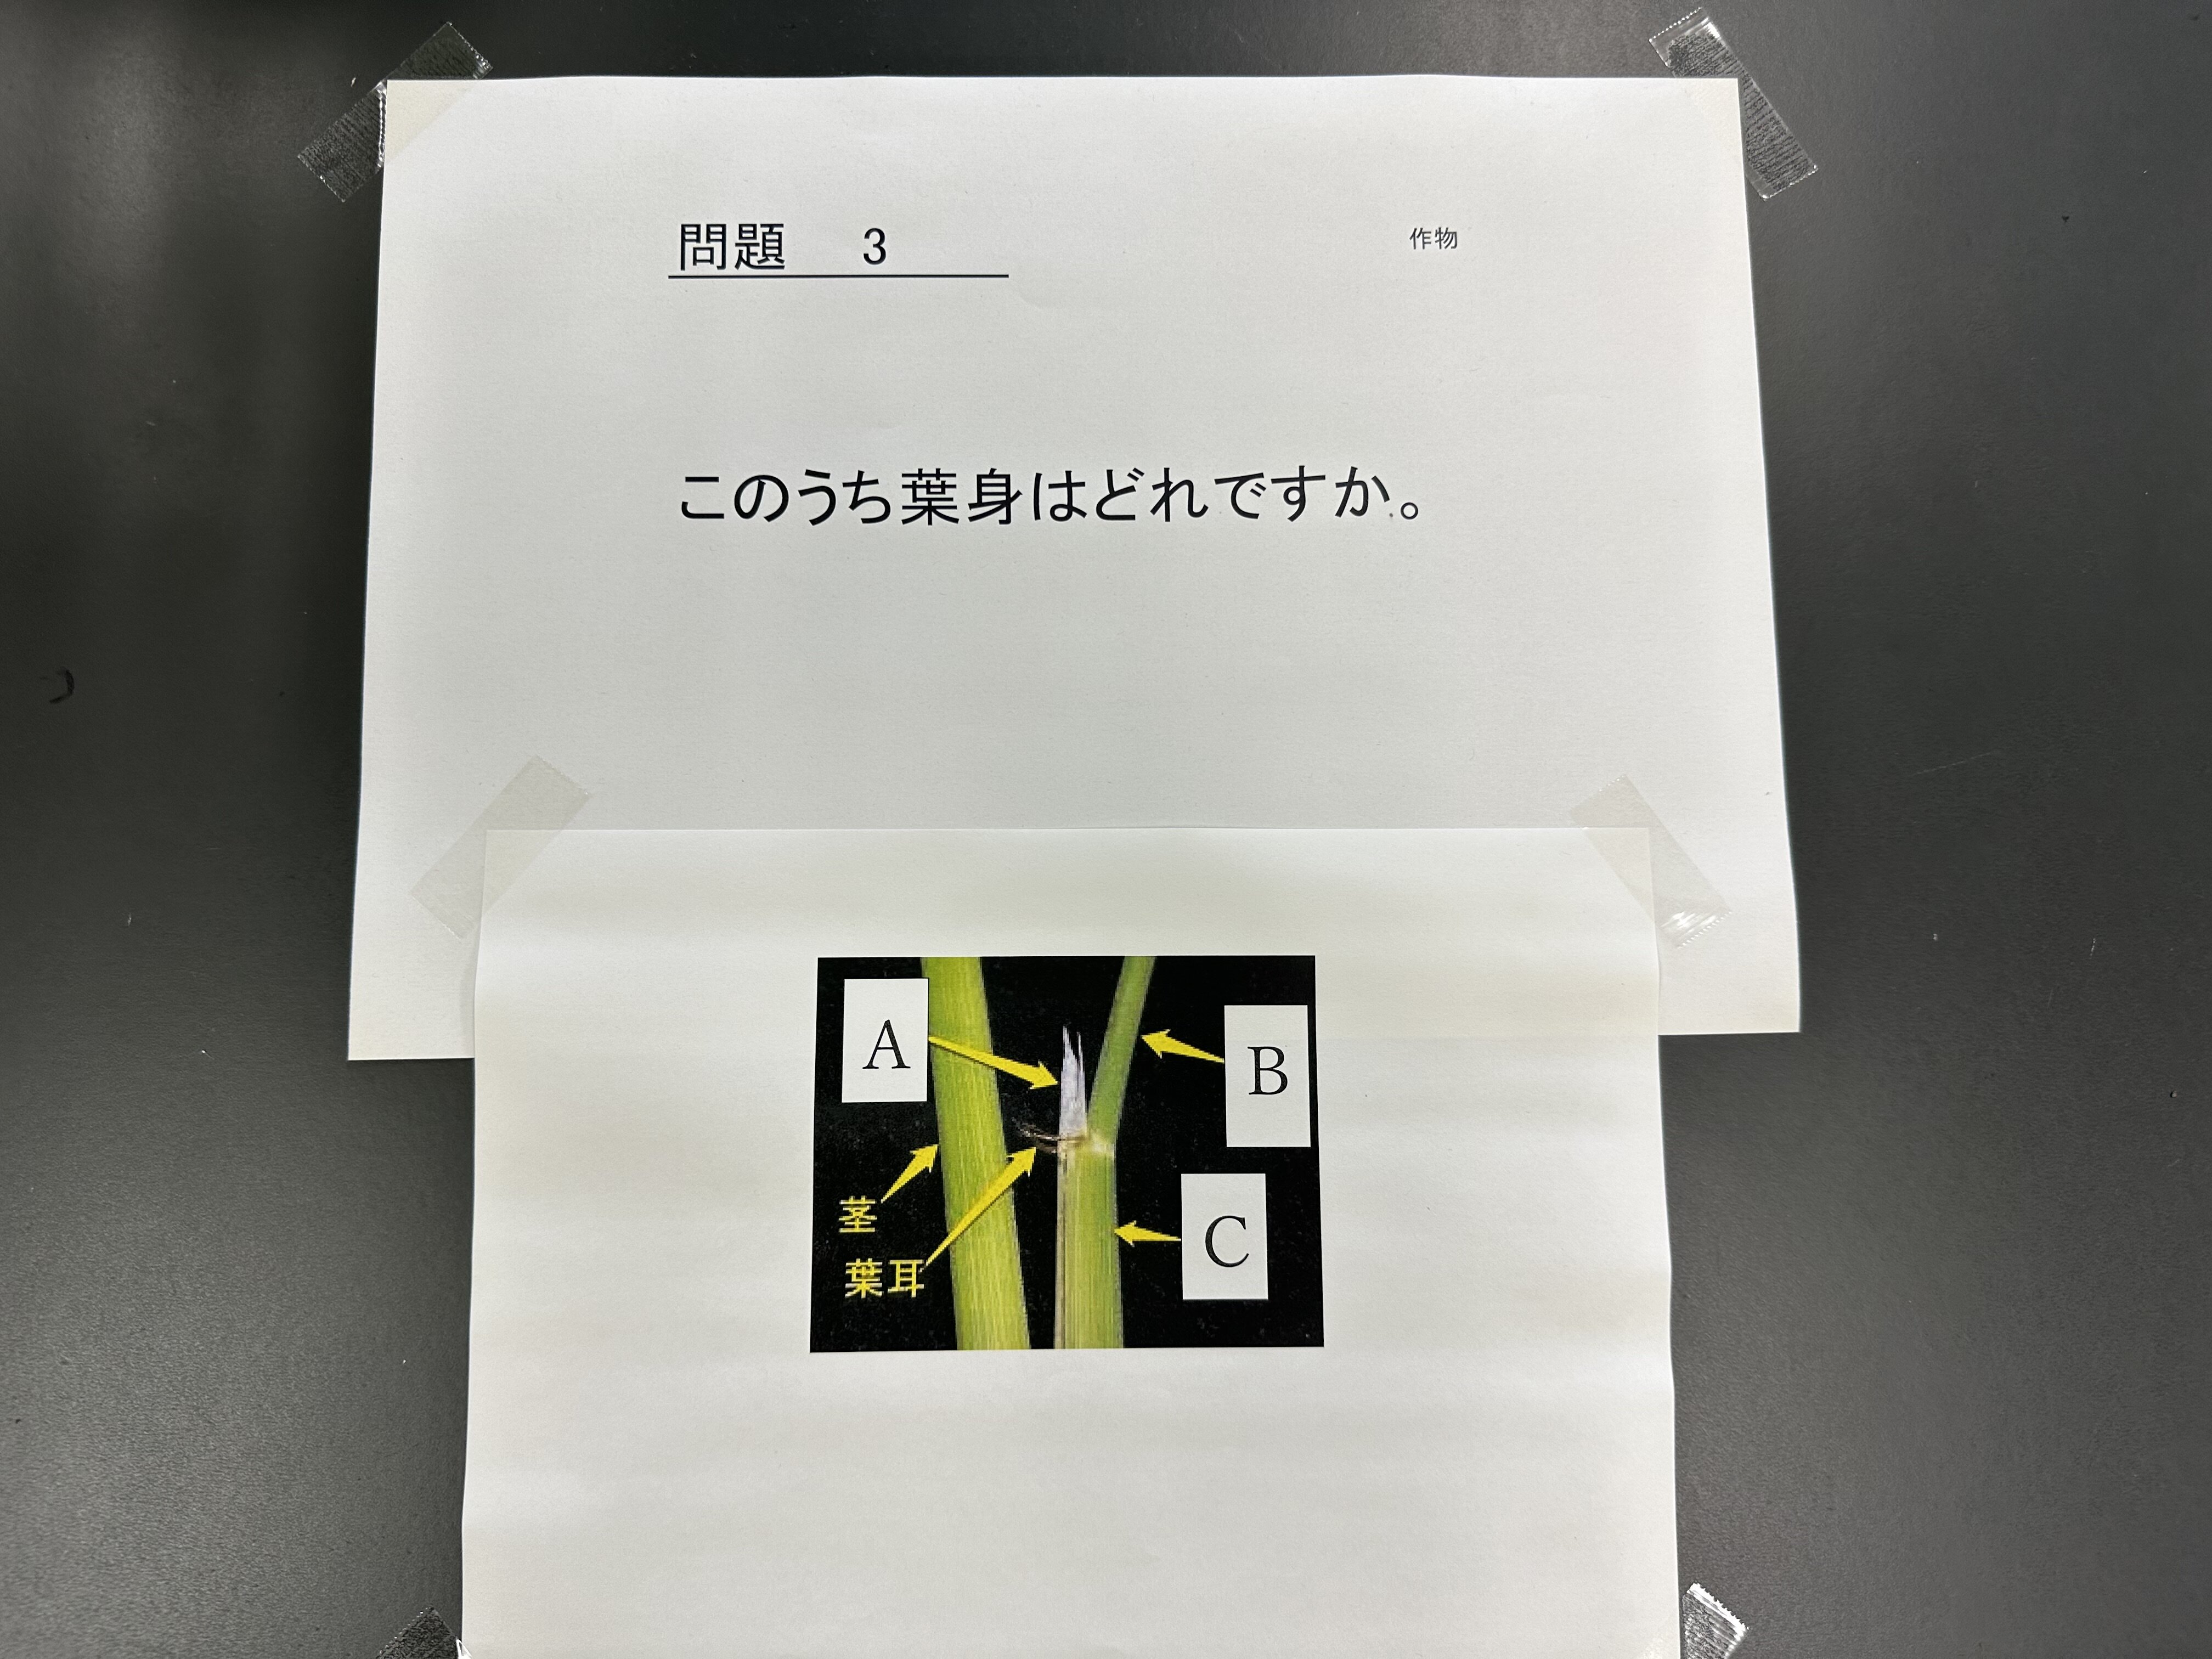 問題　3
作物
このうち葉身はどれですか。
A
B
茎
C
葉耳